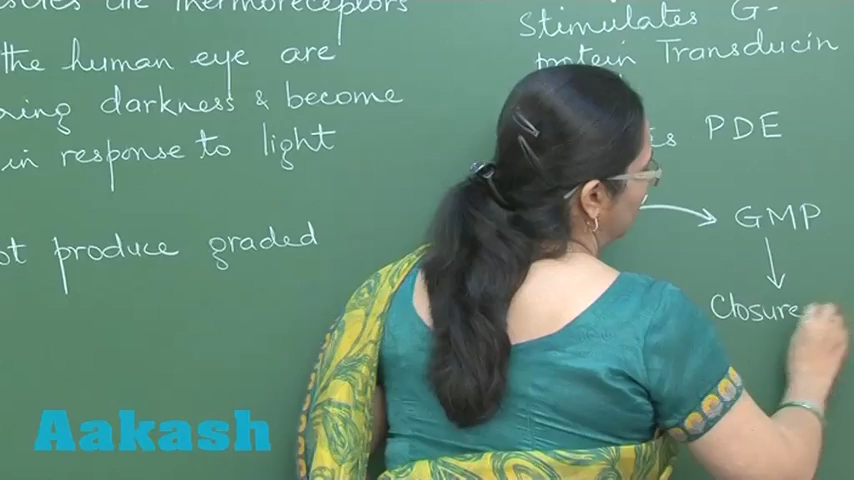 are thermoreceptors
the human eye are
darkness & become
in response to light
produce graded
Stimulates G-
protein Transducin
PDE
GMP
Closure
Aakash